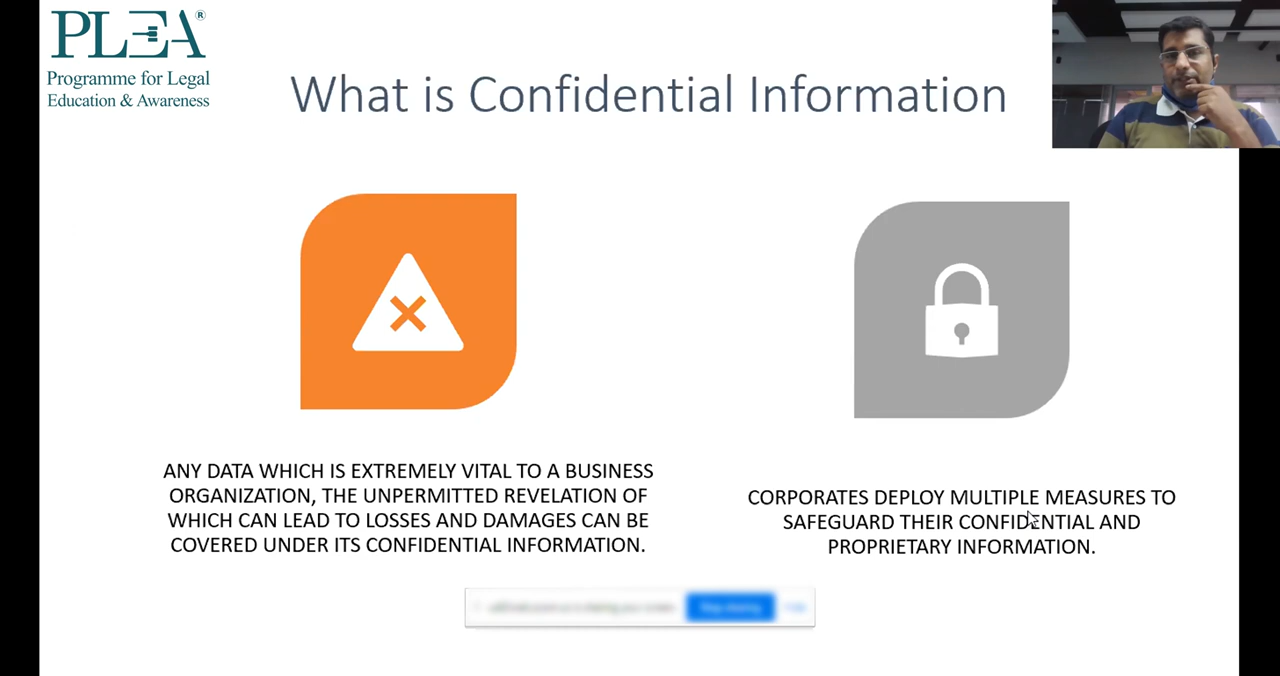 PLEA®
Programme for Legal
Education & Awareness
What is Confidential Information
ANY DATA WHICH IS EXTREMELY VITAL TO A BUSINESS
ORGANIZATION, THE UNPERMITTED REVELATION OF
WHICH CAN LEAD TO LOSSES AND DAMAGES CAN BE
COVERED UNDER ITS CONFIDENTIAL INFORMATION.
CORPORATES DEPLOY MULTIPLE MEASURES TO
SAFEGUARD THEIR CONFIDENTIAL AND
PROPRIETARY INFORMATION.